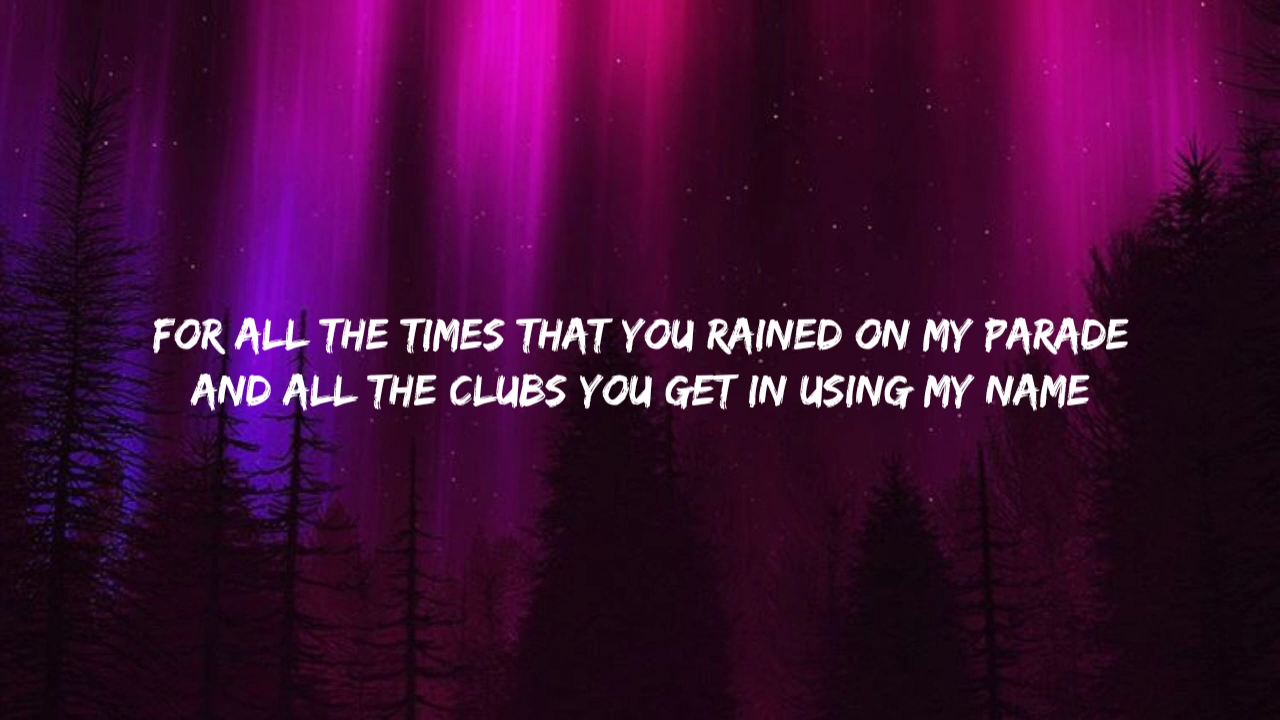 FOR ALL THE TIMES THAT YOU RAINED ON MY PARADE
AND ALL THE CLUBS YOU GET IN USING MY NAME